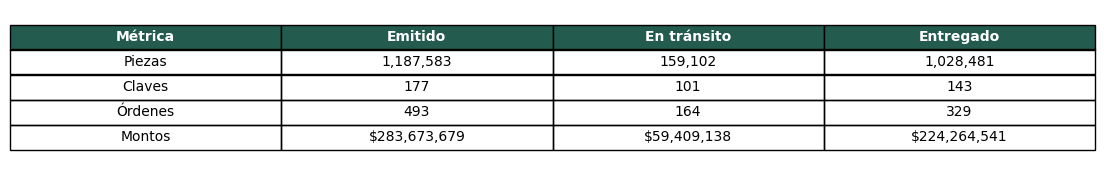 Métrica Emitido En tránsito Entregado
Piezas 1,187,583 159,102 1,028,481
Claves 177 101 143
Órdenes 493 164 329
Montos $283,673,679 $59,409,138 $224,264,541